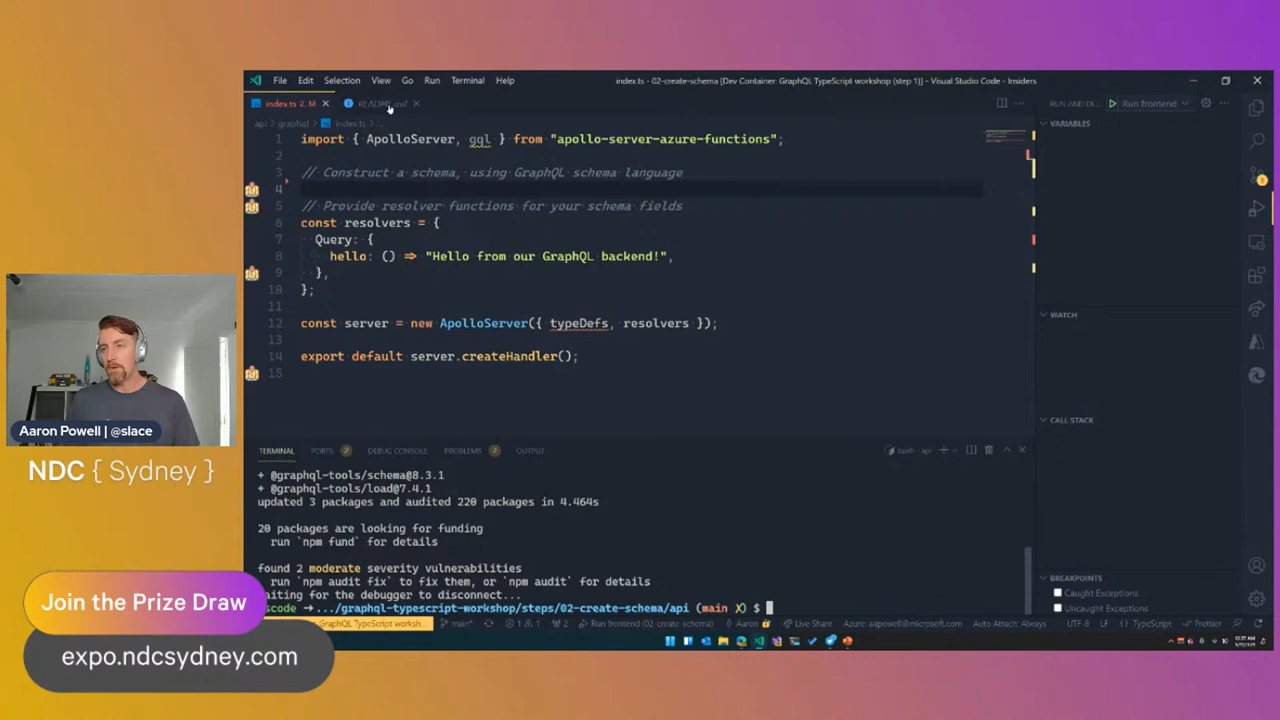 File Edit Selection View Go Run Terminal Help
index.ts - 02-create-schema [Dev Container: GraphQL TypeScript workshop (step 1)] - Visual Studio Code - Insiders
index.ts 2, M
README.md
RUN AND DE...
Run frontend
api > graphql > index.ts > ...
VARIABLES
1 import { ApolloServer, gql } from "apollo-server-azure-functions";
2
3 // Construct a schema, using GraphQL schema language
4
5 // Provide resolver functions for your schema fields
6 const resolvers = {
7 Query: {
8 hello: () => "Hello from our GraphQL backend!",
9 },
10 };
11
12 const server = new ApolloServer({ typeDefs, resolvers });
13
14 export default server.createHandler();
15
WATCH
CALL STACK
BREAKPOINTS
Caught Exceptions
Uncaught Exceptions
TERMINAL PORTS 2 DEBUG CONSOLE PROBLEMS 2 OUTPUT
bash - api
+ @graphql-tools/schema@8.3.1
+ @graphql-tools/load@7.4.1
updated 3 packages and audited 220 packages in 4.464s
20 packages are looking for funding
run `npm fund` for details
found 2 moderate severity vulnerabilities
run `npm audit fix` to fix them, or `npm audit` for details
aiting for the debugger to disconnect...
scode → .../graphql-typescript-workshop/steps/02-create-schema/api (main ✗) $
GraphQL TypeScript worksh... main* 1 1 2 Run frontend (02-create-schema) Aaron Live Share Azure: aapowell@microsoft.com Auto Attach: Always UTF-8 LF {} TypeScript Prettier
Aaron Powell | @slace
NDC { Sydney }
Join the Prize Draw
expo.ndcsydney.com